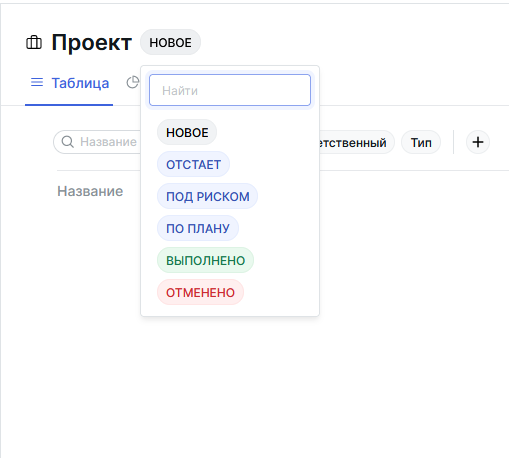 Проект НОВОЕ
Таблица
Найти
Название
етственный
Тип
Название
НОВОЕ
ОТСТАЕТ
ПОД РИСКОМ
ПО ПЛАНУ
ВЫПОЛНЕНО
ОТМЕНЕНО